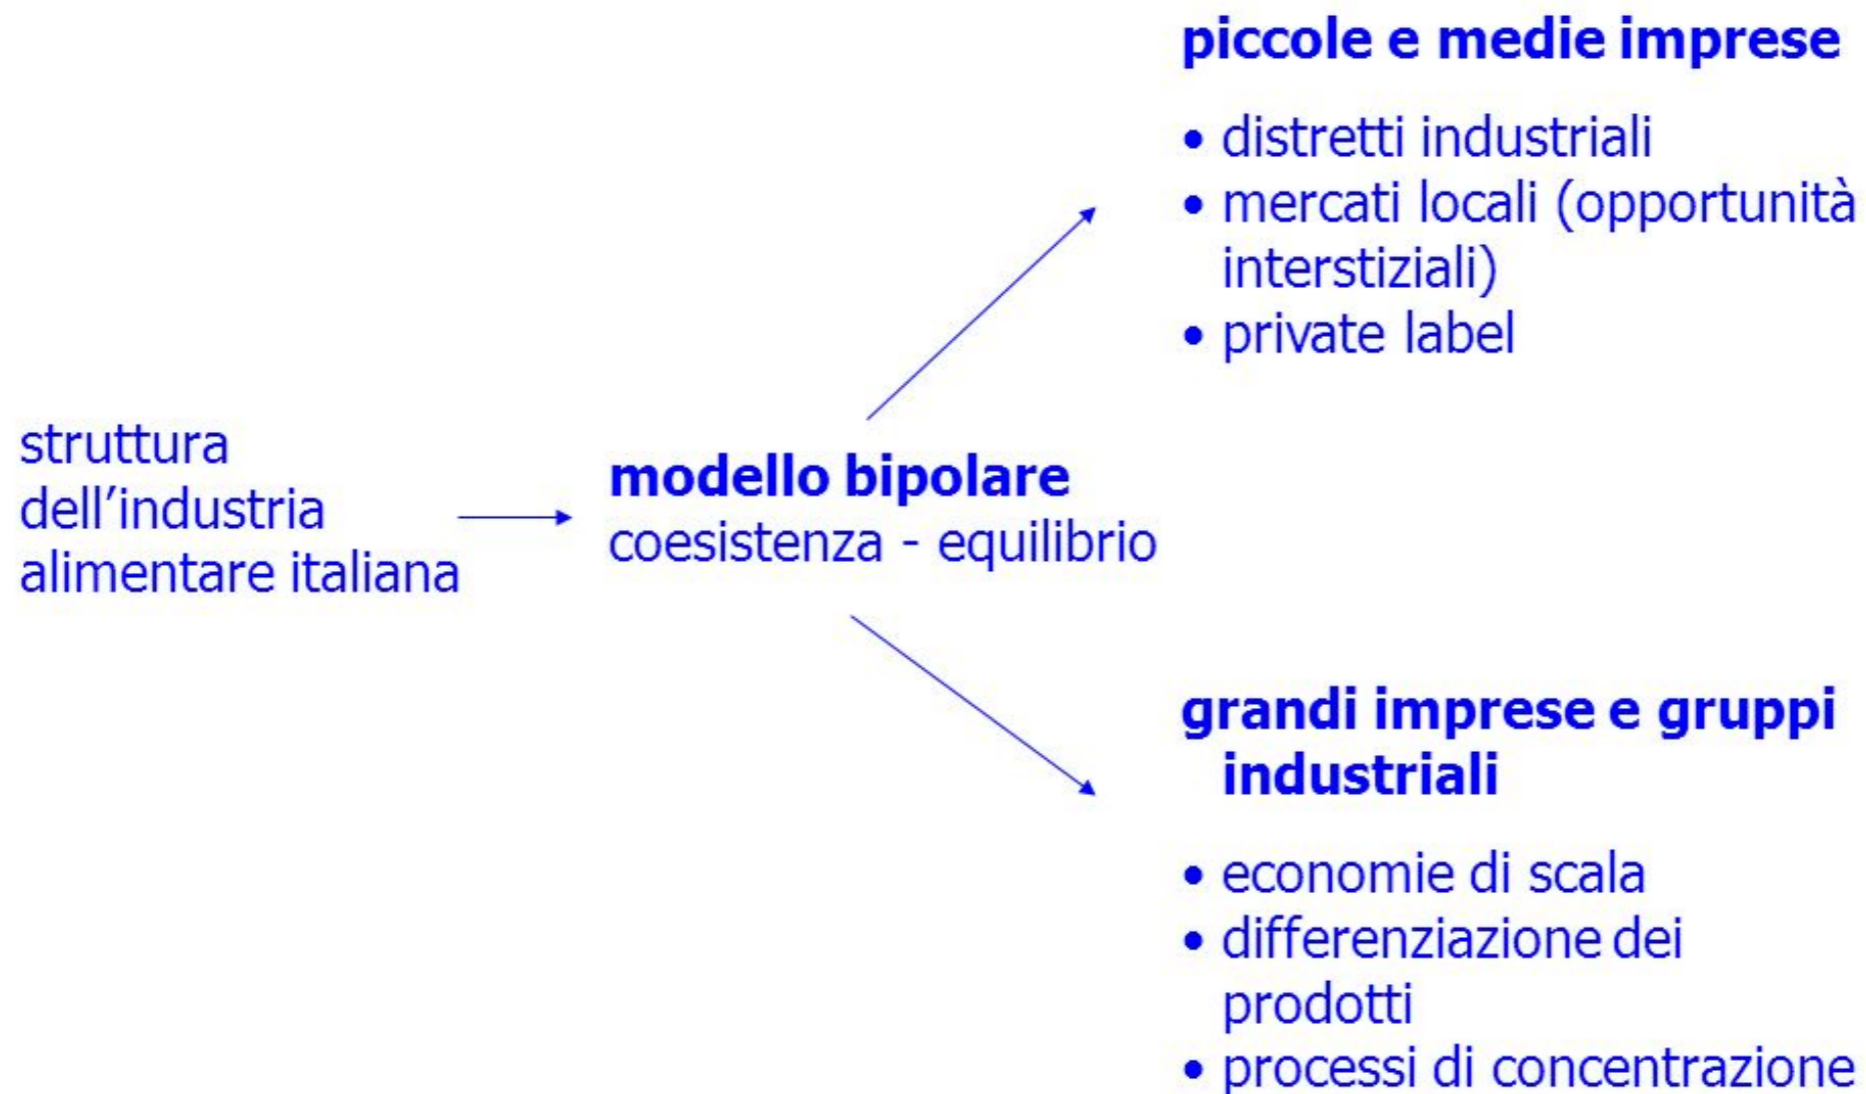 struttura
dell’industria
alimentare italiana
modello bipolare
coesistenza - equilibrio
piccole e medie imprese
• distretti industriali
• mercati locali (opportunità
interstiziali)
• private label
grandi imprese e gruppi
industriali
• economie di scala
• differenziazione dei
prodotti
• processi di concentrazione